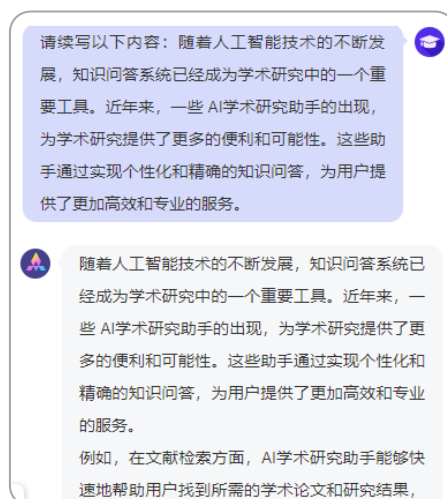 请续写以下内容：随着人工智能技术的不断发
展，知识问答系统已经成为学术研究中的一个重
要工具。近年来，一些 AI学术研究助手的出现，
为学术研究提供了更多的便利和可能性。这些助
手通过实现个性化和精确的知识问答，为用户提
供了更加高效和专业的服务。
随着人工智能技术的不断发展，知识问答系统已
经成为学术研究中的一个重要工具。近年来，一
些 AI学术研究助手的出现，为学术研究提供了更
多的便利和可能性。这些助手通过实现个性化和
精确的知识问答，为用户提供了更加高效和专业
的服务。
例如，在文献检索方面，AI学术研究助手能够快
速地帮助用户找到所需的学术论文和研究结果，